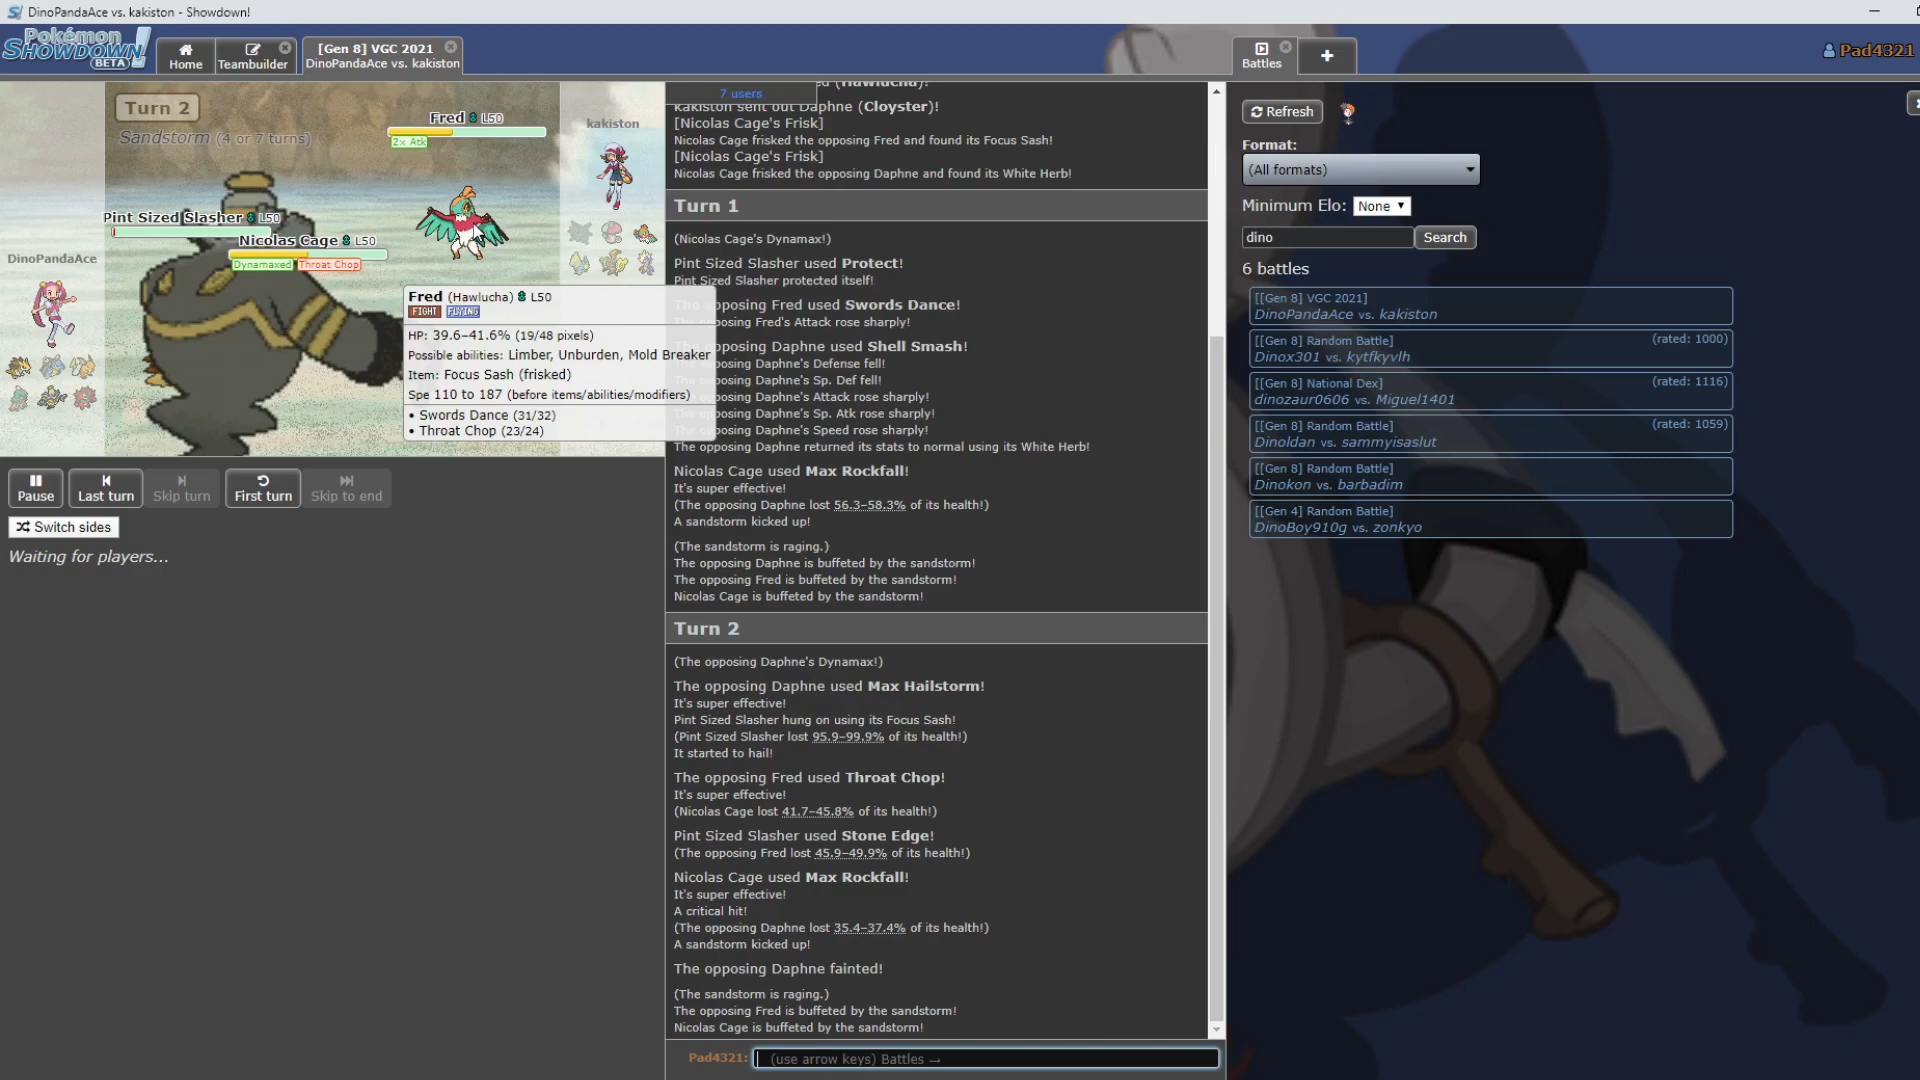 DinoPandaAce vs. kakiston - Showdown!
Pokémon
SHOWDOWN!
BETA
Home
Teambuilder
[Gen 8] VGC 2021
DinoPandaAce vs. kakiston
Battles
Pad4321
Turn 2
Sandstorm (4 or 7 turns)
Fred L50
2x Atk
kakiston
Pint Sized Slasher L50
Nicolas Cage L50
Dynamaxed Throat Chop
DinoPandaAce
Fred (Hawlucha) L50
FIGHT FLYING
HP: 39.6–41.6% (19/48 pixels)
Possible abilities: Limber, Unburden, Mold Breaker
Item: Focus Sash (frisked)
Spe 110 to 187 (before items/abilities/modifiers)
• Swords Dance (31/32)
• Throat Chop (23/24)
Pause
Last turn
Skip turn
First turn
Skip to end
Switch sides
Waiting for players...
7 users
(Hawlucha)!
kakiston sent out Daphne (Cloyster)!
[Nicolas Cage's Frisk]
Nicolas Cage frisked the opposing Fred and found its Focus Sash!
[Nicolas Cage's Frisk]
Nicolas Cage frisked the opposing Daphne and found its White Herb!
Turn 1
(Nicolas Cage's Dynamax!)
Pint Sized Slasher used Protect!
Pint Sized Slasher protected itself!
The opposing Fred used Swords Dance!
The opposing Fred's Attack rose sharply!
The opposing Daphne used Shell Smash!
The opposing Daphne's Defense fell!
The opposing Daphne's Sp. Def fell!
The opposing Daphne's Attack rose sharply!
The opposing Daphne's Sp. Atk rose sharply!
The opposing Daphne's Speed rose sharply!
The opposing Daphne returned its stats to normal using its White Herb!
Nicolas Cage used Max Rockfall!
It's super effective!
(The opposing Daphne lost 56.3–58.3% of its health!)
A sandstorm kicked up!
(The sandstorm is raging.)
The opposing Daphne is buffeted by the sandstorm!
The opposing Fred is buffeted by the sandstorm!
Nicolas Cage is buffeted by the sandstorm!
Turn 2
(The opposing Daphne's Dynamax!)
The opposing Daphne used Max Hailstorm!
It's super effective!
Pint Sized Slasher hung on using its Focus Sash!
(Pint Sized Slasher lost 95.9–99.9% of its health!)
It started to hail!
The opposing Fred used Throat Chop!
It's super effective!
(Nicolas Cage lost 41.7–45.8% of its health!)
Pint Sized Slasher used Stone Edge!
(The opposing Fred lost 45.9–49.9% of its health!)
Nicolas Cage used Max Rockfall!
It's super effective!
A critical hit!
(The opposing Daphne lost 35.4–37.4% of its health!)
A sandstorm kicked up!
The opposing Daphne fainted!
(The sandstorm is raging.)
The opposing Fred is buffeted by the sandstorm!
Nicolas Cage is buffeted by the sandstorm!
Pad4321: (use arrow keys) Battles →
Refresh
Format:
(All formats)
Minimum Elo: None
dino Search
6 battles
[[Gen 8] VGC 2021]
DinoPandaAce vs. kakiston
[[Gen 8] Random Battle] (rated: 1000)
Dinox301 vs. kytfkyvlh
[[Gen 8] National Dex] (rated: 1116)
dinozaur0606 vs. Miguel1401
[[Gen 8] Random Battle] (rated: 1059)
Dinoldan vs. sammyisaslut
[[Gen 8] Random Battle]
Dinokon vs. barbadim
[[Gen 4] Random Battle]
DinoBoy910g vs. zonkyo